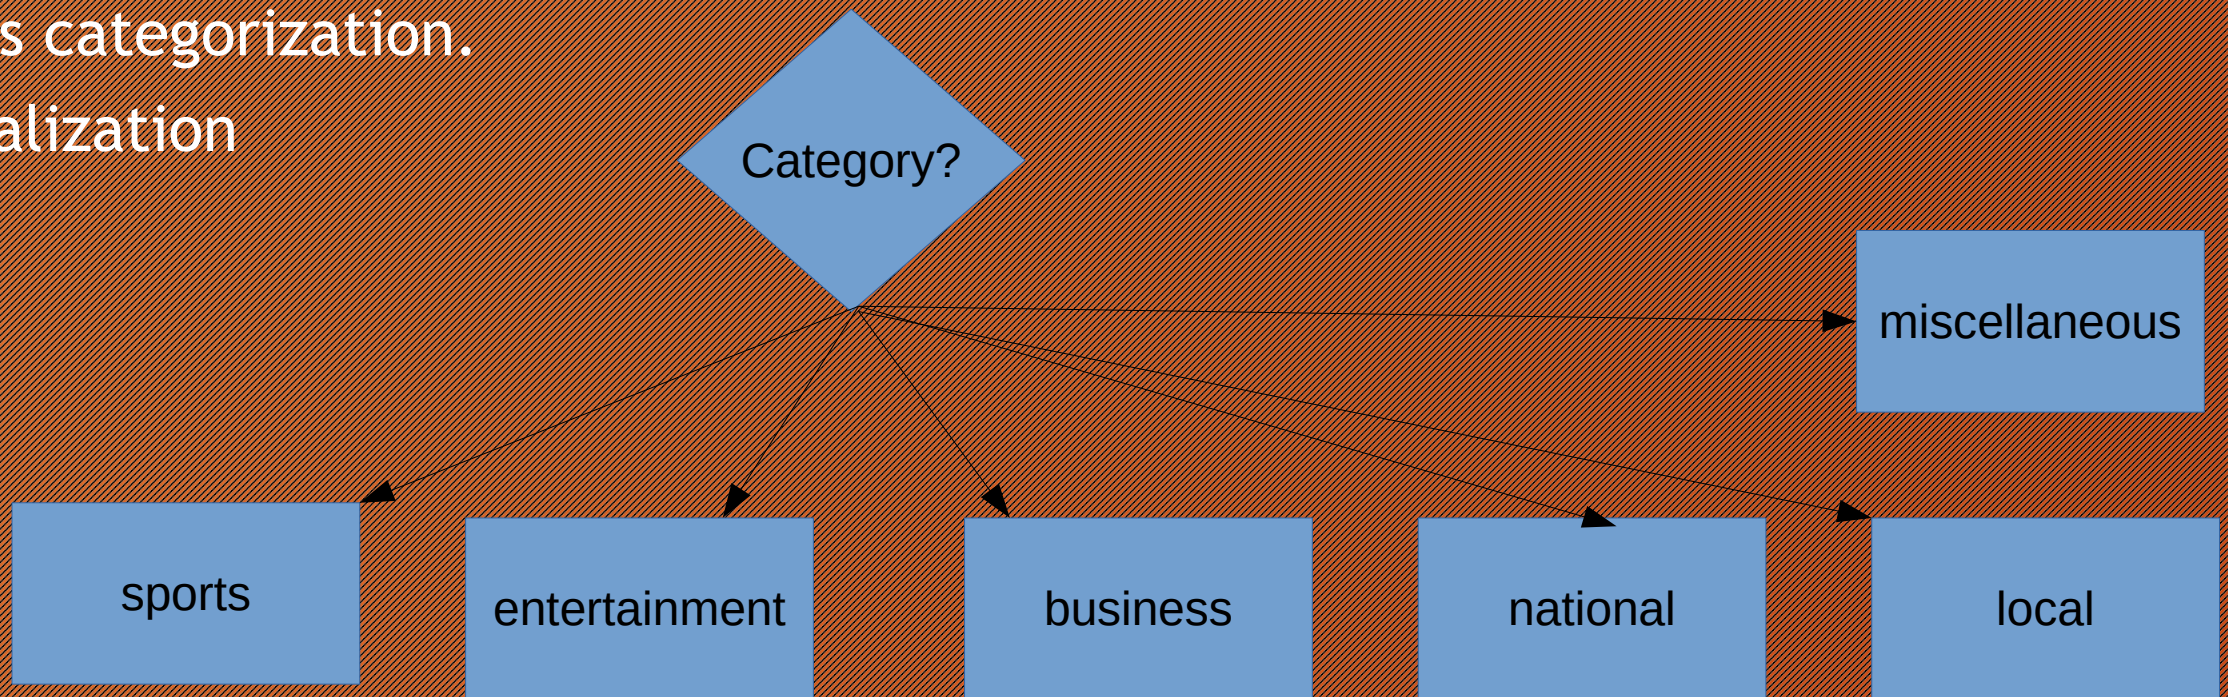 s categorization.
alization
Category?
miscellaneous
sports
entertainment
business
national
local